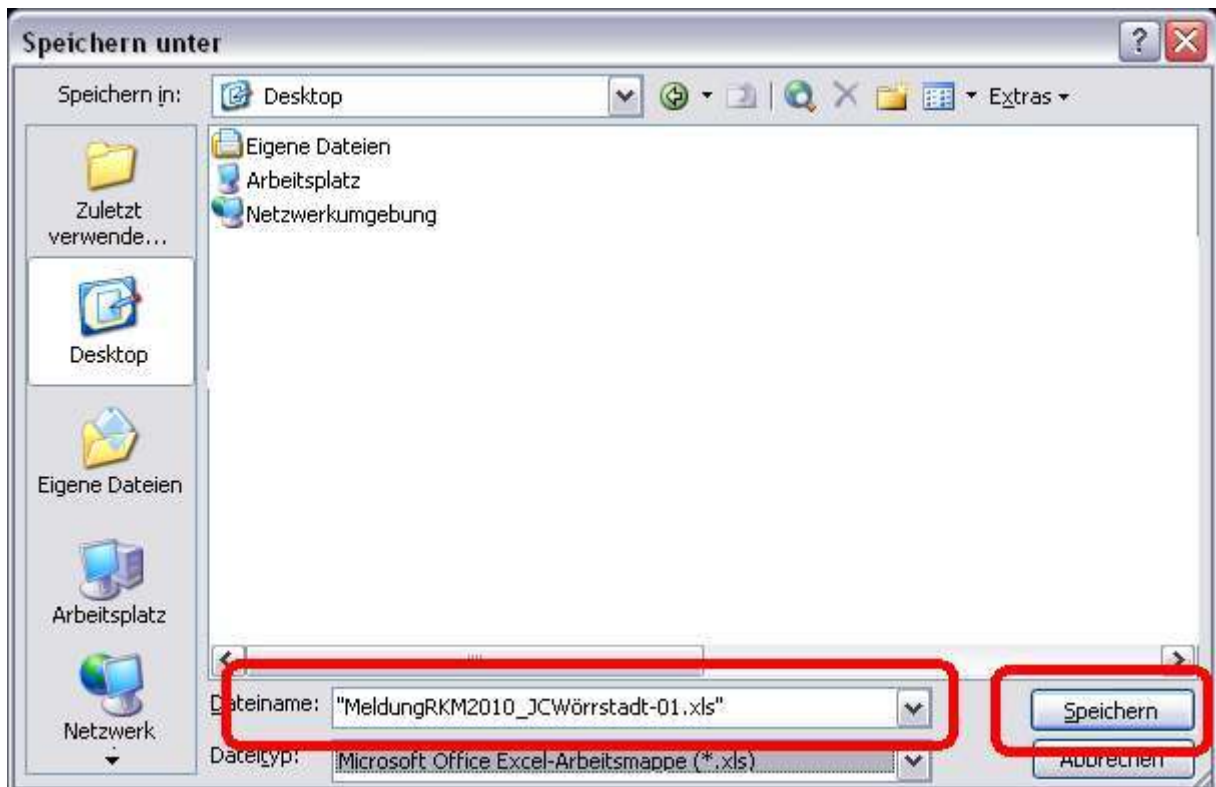 Speichern unter
Speichern in: Desktop Extras
Eigene Dateien
Arbeitsplatz
Netzwerkumgebung
Zuletzt
verwende...
Desktop
Eigene Dateien
Arbeitsplatz
Netzwerk
Dateiname: "MeldungRKM2010_JCWörrstadt-01.xls" Speichern
Dateityp: Microsoft Office Excel-Arbeitsmappe (*.xls) Abbrechen